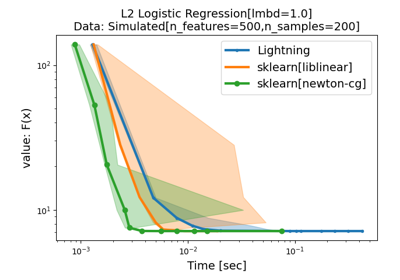 L2 Logistic Regression[lmbd=1.0]
Data: Simulated[n_features=500,n_samples=200]
Lightning
sklearn[liblinear]
sklearn[newton-cg]
value: F(x)
10²
10¹
10⁻³ 10⁻² 10⁻¹
Time [sec]